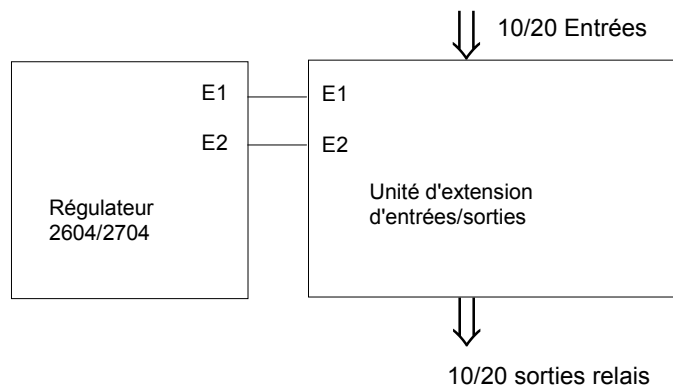 10/20 Entrées
E1
E1
E2
E2
Régulateur
2604/2704
Unité d'extension
d'entrées/sorties
10/20 sorties relais